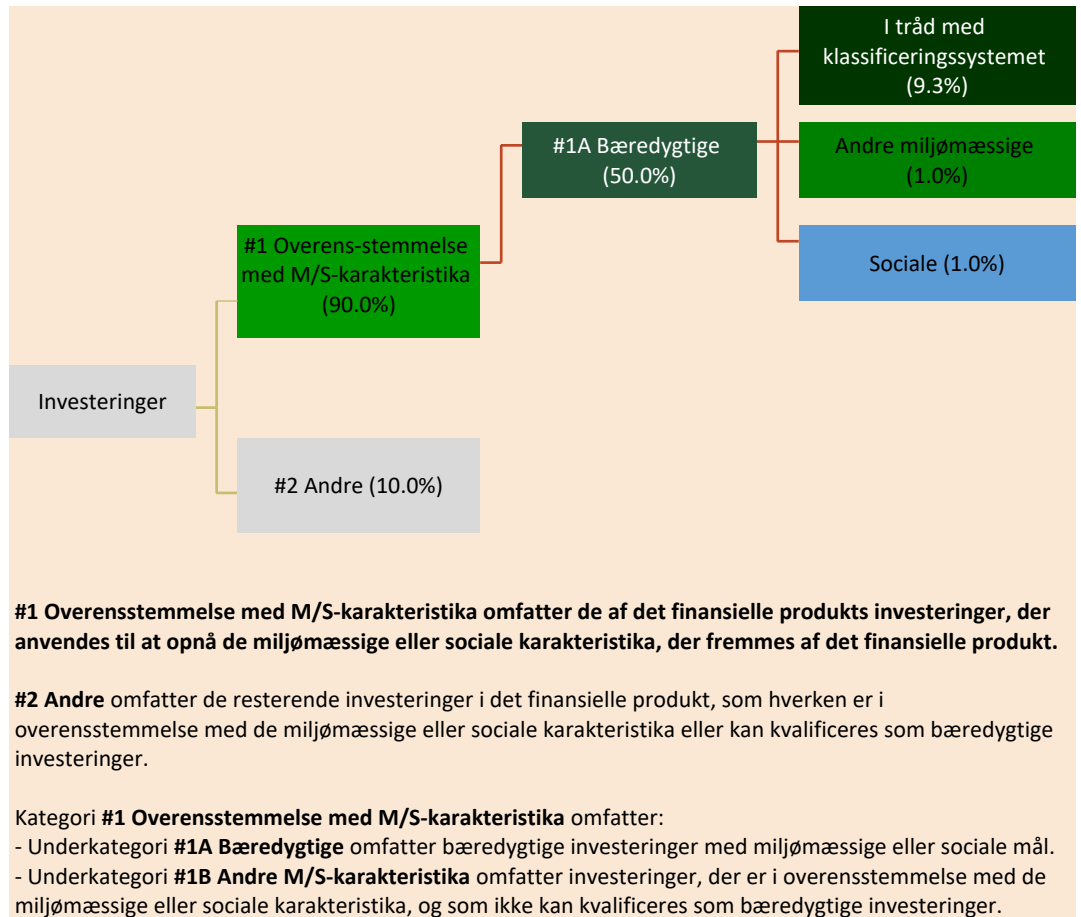 I tråd med
klassificeringssystemet
(9.3%)
#1A Bæredygtige
(50.0%)
Andre miljømæssige
(1.0%)
#1 Overens-stemmelse
med M/S-karakteristika
(90.0%)
Sociale (1.0%)
Investeringer
#2 Andre (10.0%)
#1 Overensstemmelse med M/S-karakteristika omfatter de af det finansielle produkts investeringer, der
anvendes til at opnå de miljømæssige eller sociale karakteristika, der fremmes af det finansielle produkt.
#2 Andre omfatter de resterende investeringer i det finansielle produkt, som hverken er i
overensstemmelse med de miljømæssige eller sociale karakteristika eller kan kvalificeres som bæredygtige
investeringer.
Kategori #1 Overensstemmelse med M/S-karakteristika omfatter:
- Underkategori #1A Bæredygtige omfatter bæredygtige investeringer med miljømæssige eller sociale mål.
- Underkategori #1B Andre M/S-karakteristika omfatter investeringer, der er i overensstemmelse med de
miljømæssige eller sociale karakteristika, og som ikke kan kvalificeres som bæredygtige investeringer.